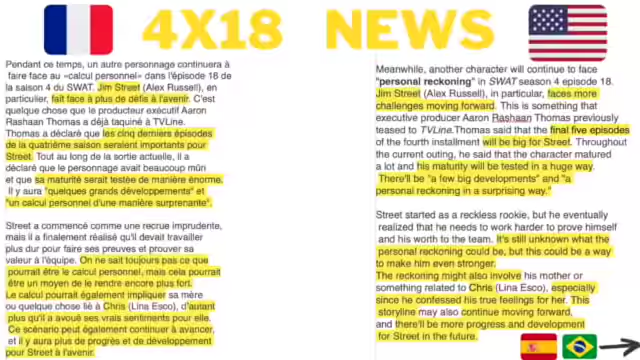 4X18 NEWS
Pendant ce temps, un autre personnage continuera à
faire face au «calcul personnel» dans l'épisode 18 de
la saison 4 du SWAT. Jim Street (Alex Russell), en
particulier, fait face à plus de défis à l'avenir. C'est
quelque chose que le producteur exécutif Aaron
Rashaan Thomas a déjà taquiné à TVLine.
Thomas a déclaré que les cinq derniers épisodes
de la quatrième saison seraient importants pour
Street. Tout au long de la sortie actuelle, il a
déclaré que le personnage avait beaucoup mûri
et que sa maturité serait testée de manière énorme.
Il y aura "quelques grands développements" et
"un calcul personnel d'une manière surprenante".
Street a commencé comme une recrue imprudente,
mais il a finalement réalisé qu'il devait travailler
plus dur pour faire ses preuves et prouver sa
valeur à l'équipe. On ne sait toujours pas ce que
pourrait être le calcul personnel, mais cela pourrait
être un moyen de le rendre encore plus fort.
Le calcul pourrait également impliquer sa mère
ou quelque chose lié à Chris (Lina Esco), d'autant
plus qu'il a avoué ses vrais sentiments pour elle.
Ce scénario peut également continuer à avancer,
et il y aura plus de progrès et de développement
pour Street à l'avenir.
Meanwhile, another character will continue to face
"personal reckoning" in SWAT season 4 episode 18.
Jim Street (Alex Russell), in particular, faces more
challenges moving forward. This is something that
executive producer Aaron Rashaan Thomas previously
teased to TVLine.Thomas said that the final five episodes
of the fourth installment will be big for Street. Throughout
the current outing, he said that the character matured
a lot and his maturity will be tested in a huge way.
There'll be "a few big developments" and "a
personal reckoning in a surprising way."
Street started as a reckless rookie, but he eventually
realized that he needs to work harder to prove himself
and his worth to the team. It's still unknown what the
personal reckoning could be, but this could be a way
to make him even stronger.
The reckoning might also involve his mother or
something related to Chris (Lina Esco), especially
since he confessed his true feelings for her. This
storyline may also continue moving forward,
and there'll be more progress and development
for Street in the future.